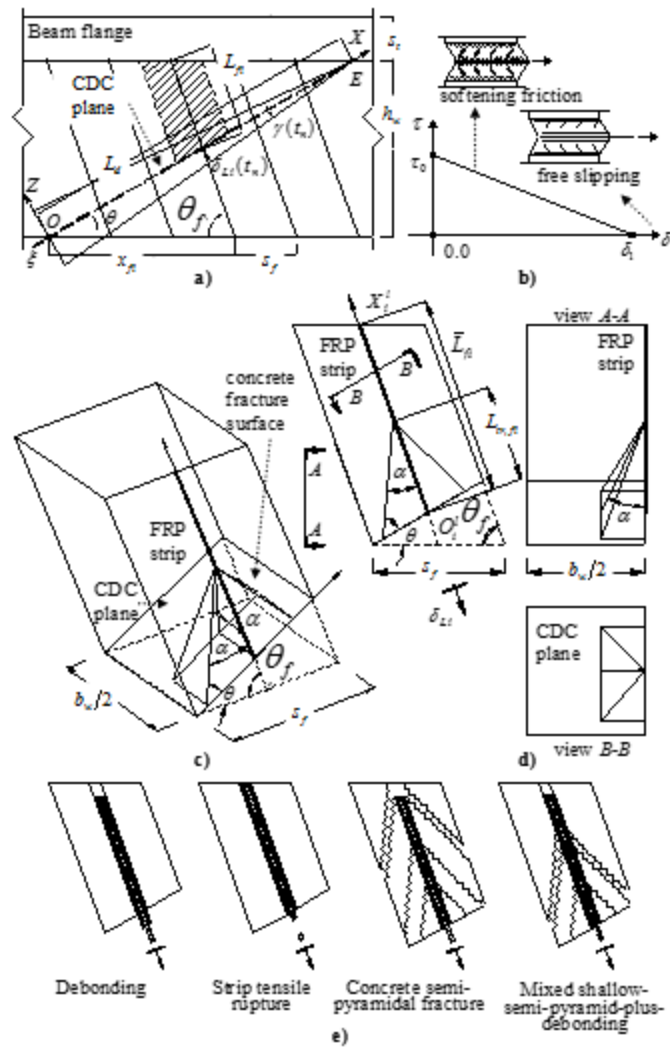 Beam flange
CDC
plane
L_fi
X
E
s_c
h_w
γ(t_n)
δ_Li(t_n)
L_d
Z
O
θ
θ_f
ξ
x_fi
s_f
a)
softening friction
τ
τ_0
free slipping
0.0
δ_1
δ
b)
concrete
fracture
surface
FRP
strip
CDC
plane
α
α
θ_f
θ
b_w/2
s_f
c)
X_i^l
FRP
strip
B
B
L̄_fi
L_tr,fi
A
A
α
θ
O_i^l
θ_f
s_f
δ_Li
view A-A
FRP
strip
α
b_w/2
CDC
plane
view B-B
d)
Debonding
Strip tensile
rupture
Concrete semi-
pyramidal fracture
Mixed shallow-
semi-pyramid-plus-
debonding
e)